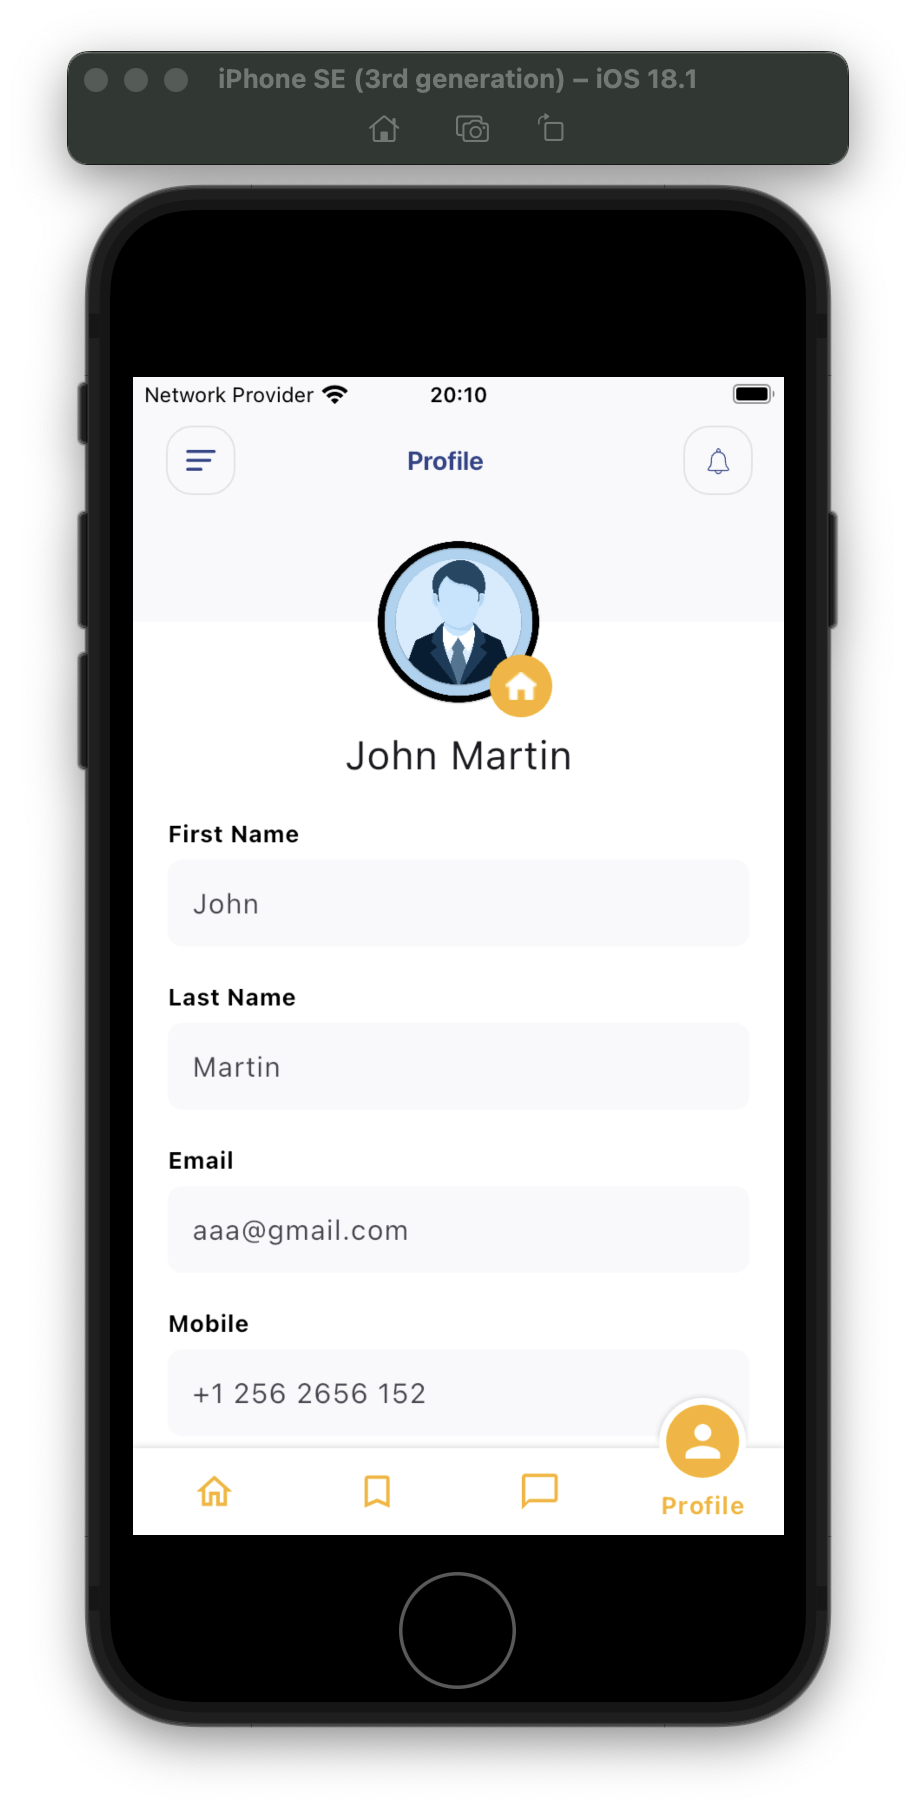 iPhone SE (3rd generation) – iOS 18.1
Network Provider 20:10
Profile
John Martin
First Name
John
Last Name
Martin
Email
aaa@gmail.com
Mobile
+1 256 2656 152
Profile